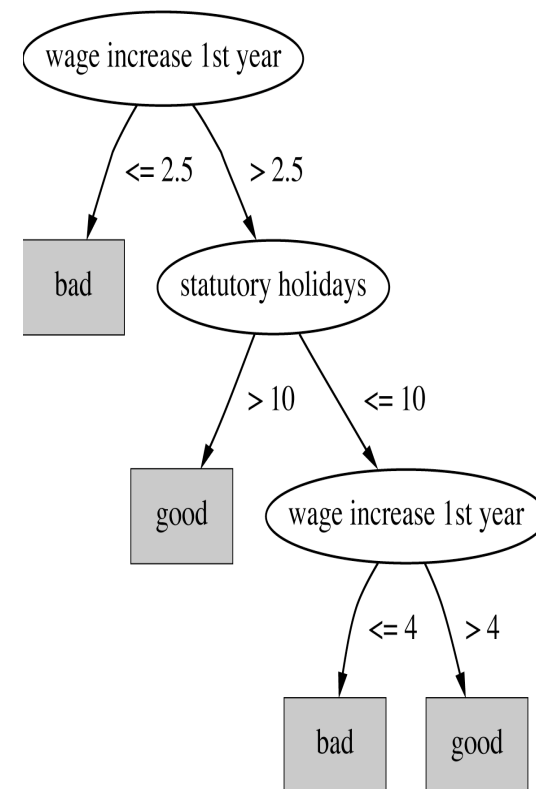 wage increase 1st year
<= 2.5
> 2.5
bad
statutory holidays
> 10
<= 10
good
wage increase 1st year
<= 4
> 4
bad
good